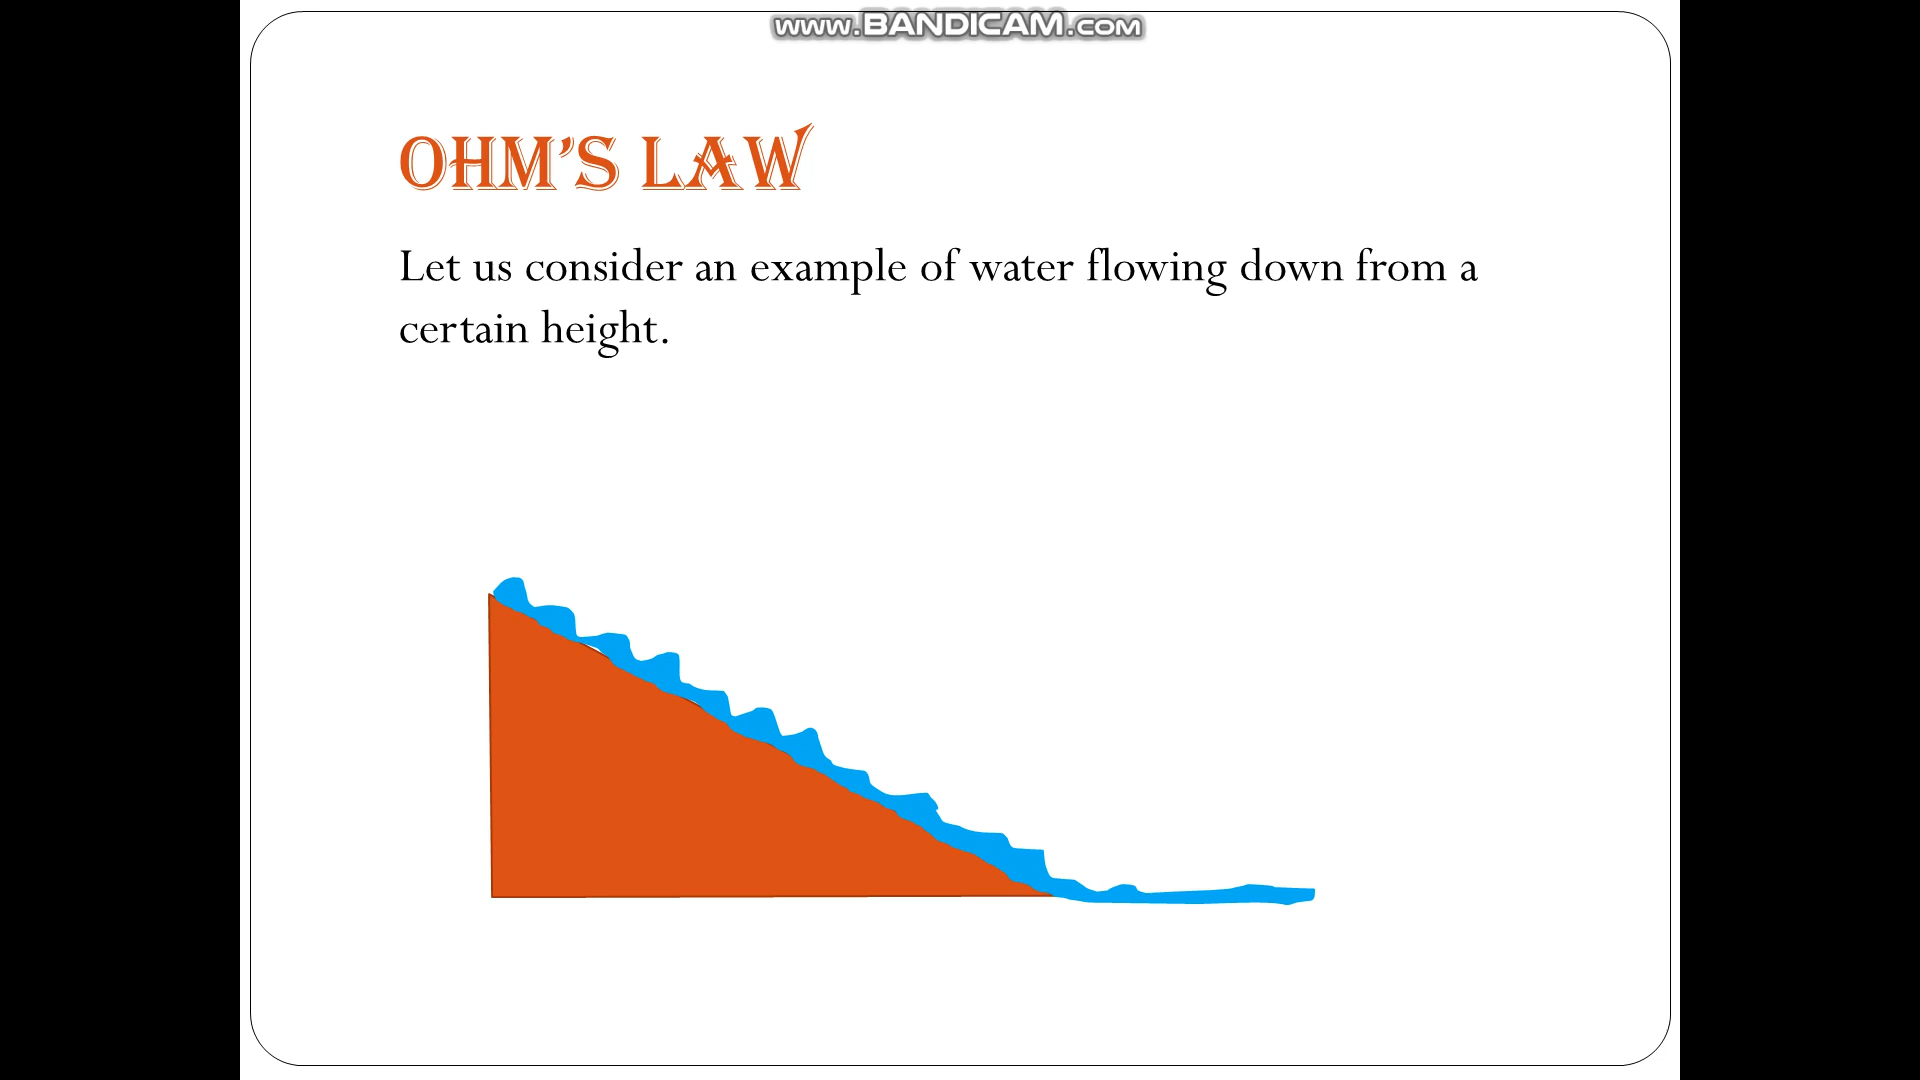 www.BANDICAM.com
OHM'S LAW
Let us consider an example of water flowing down from a
certain height.